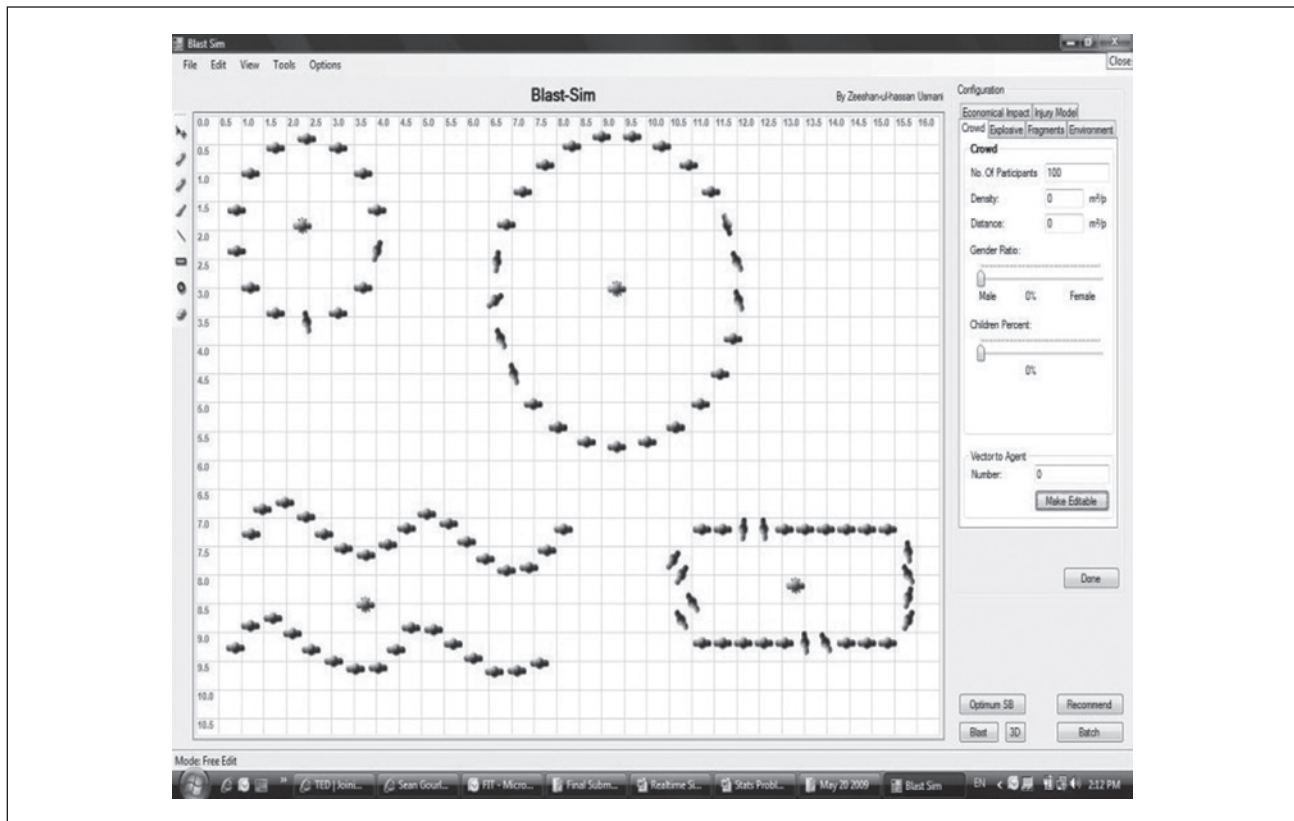 Blast Sim
File Edit View Tools Options
Close
Blast-Sim
By Zeeshan-ul-hassan Usmani
0.0 0.5 1.0 1.5 2.0 2.5 3.0 3.5 4.0 4.5 5.0 5.5 6.0 6.5 7.0 7.5 8.0 8.5 9.0 9.5 10.0 10.5 11.0 11.5 12.0 12.5 13.0 13.5 14.0 14.5 15.0 15.5 16.0
0.5
1.0
1.5
2.0
2.5
3.0
3.5
4.0
4.5
5.0
5.5
6.0
6.5
7.0
7.5
8.0
8.5
9.0
9.5
10.0
10.5
Configuration
Economical Impact Injury Model
Crowd Explosive Fragments Environment
Crowd
No. Of Participants 100
Density: 0 m²/p
Distance: 0 m²/p
Gender Ratio:
Male 0% Female
Children Percent:
0%
Vector to Agent
Number: 0
Make Editable
Done
Optimum SB Recommend
Blast 3D Batch
Mode: Free Edit
TED | Joini... Sean Gourl... FIT - Micro... Final Subm... Realtime Si... Stats Probl... May 20 2009 Blast Sim EN 2:12 PM